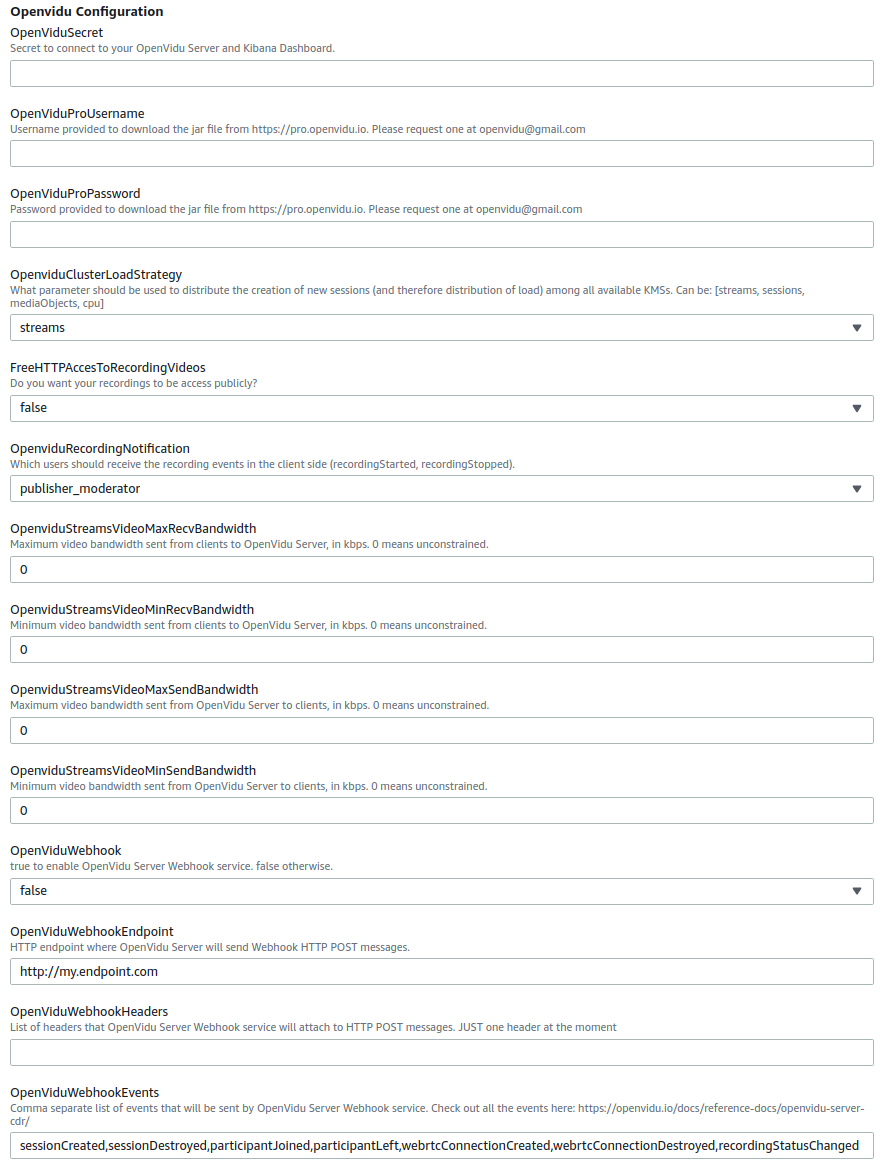 Openvidu Configuration
OpenViduSecret
Secret to connect to your OpenVidu Server and Kibana Dashboard.
OpenViduProUsername
Username provided to download the jar file from https://pro.openvidu.io. Please request one at openvidu@gmail.com
OpenViduProPassword
Password provided to download the jar file from https://pro.openvidu.io. Please request one at openvidu@gmail.com
OpenviduClusterLoadStrategy
What parameter should be used to distribute the creation of new sessions (and therefore distribution of load) among all available KMSs. Can be: [streams, sessions,
mediaObjects, cpu]
streams
FreeHTTPAccesToRecordingVideos
Do you want your recordings to be access publicly?
false
OpenviduRecordingNotification
Which users should receive the recording events in the client side (recordingStarted, recordingStopped).
publisher_moderator
OpenviduStreamsVideoMaxRecvBandwidth
Maximum video bandwidth sent from clients to OpenVidu Server, in kbps. 0 means unconstrained.
0
OpenviduStreamsVideoMinRecvBandwidth
Minimum video bandwidth sent from clients to OpenVidu Server, in kbps. 0 means unconstrained.
0
OpenviduStreamsVideoMaxSendBandwidth
Maximum video bandwidth sent from OpenVidu Server to clients, in kbps. 0 means unconstrained.
0
OpenviduStreamsVideoMinSendBandwidth
Minimum video bandwidth sent from OpenVidu Server to clients, in kbps. 0 means unconstrained.
0
OpenViduWebhook
true to enable OpenVidu Server Webhook service. false otherwise.
false
OpenViduWebhookEndpoint
HTTP endpoint where OpenVidu Server will send Webhook HTTP POST messages.
http://my.endpoint.com
OpenViduWebhookHeaders
List of headers that OpenVidu Server Webhook service will attach to HTTP POST messages. JUST one header at the moment
OpenViduWebhookEvents
Comma separate list of events that will be sent by OpenVidu Server Webhook service. Check out all the events here: https://openvidu.io/docs/reference-docs/openvidu-server-
cdr/
sessionCreated,sessionDestroyed,participantJoined,participantLeft,webrtcConnectionCreated,webrtcConnectionDestroyed,recordingStatusChanged